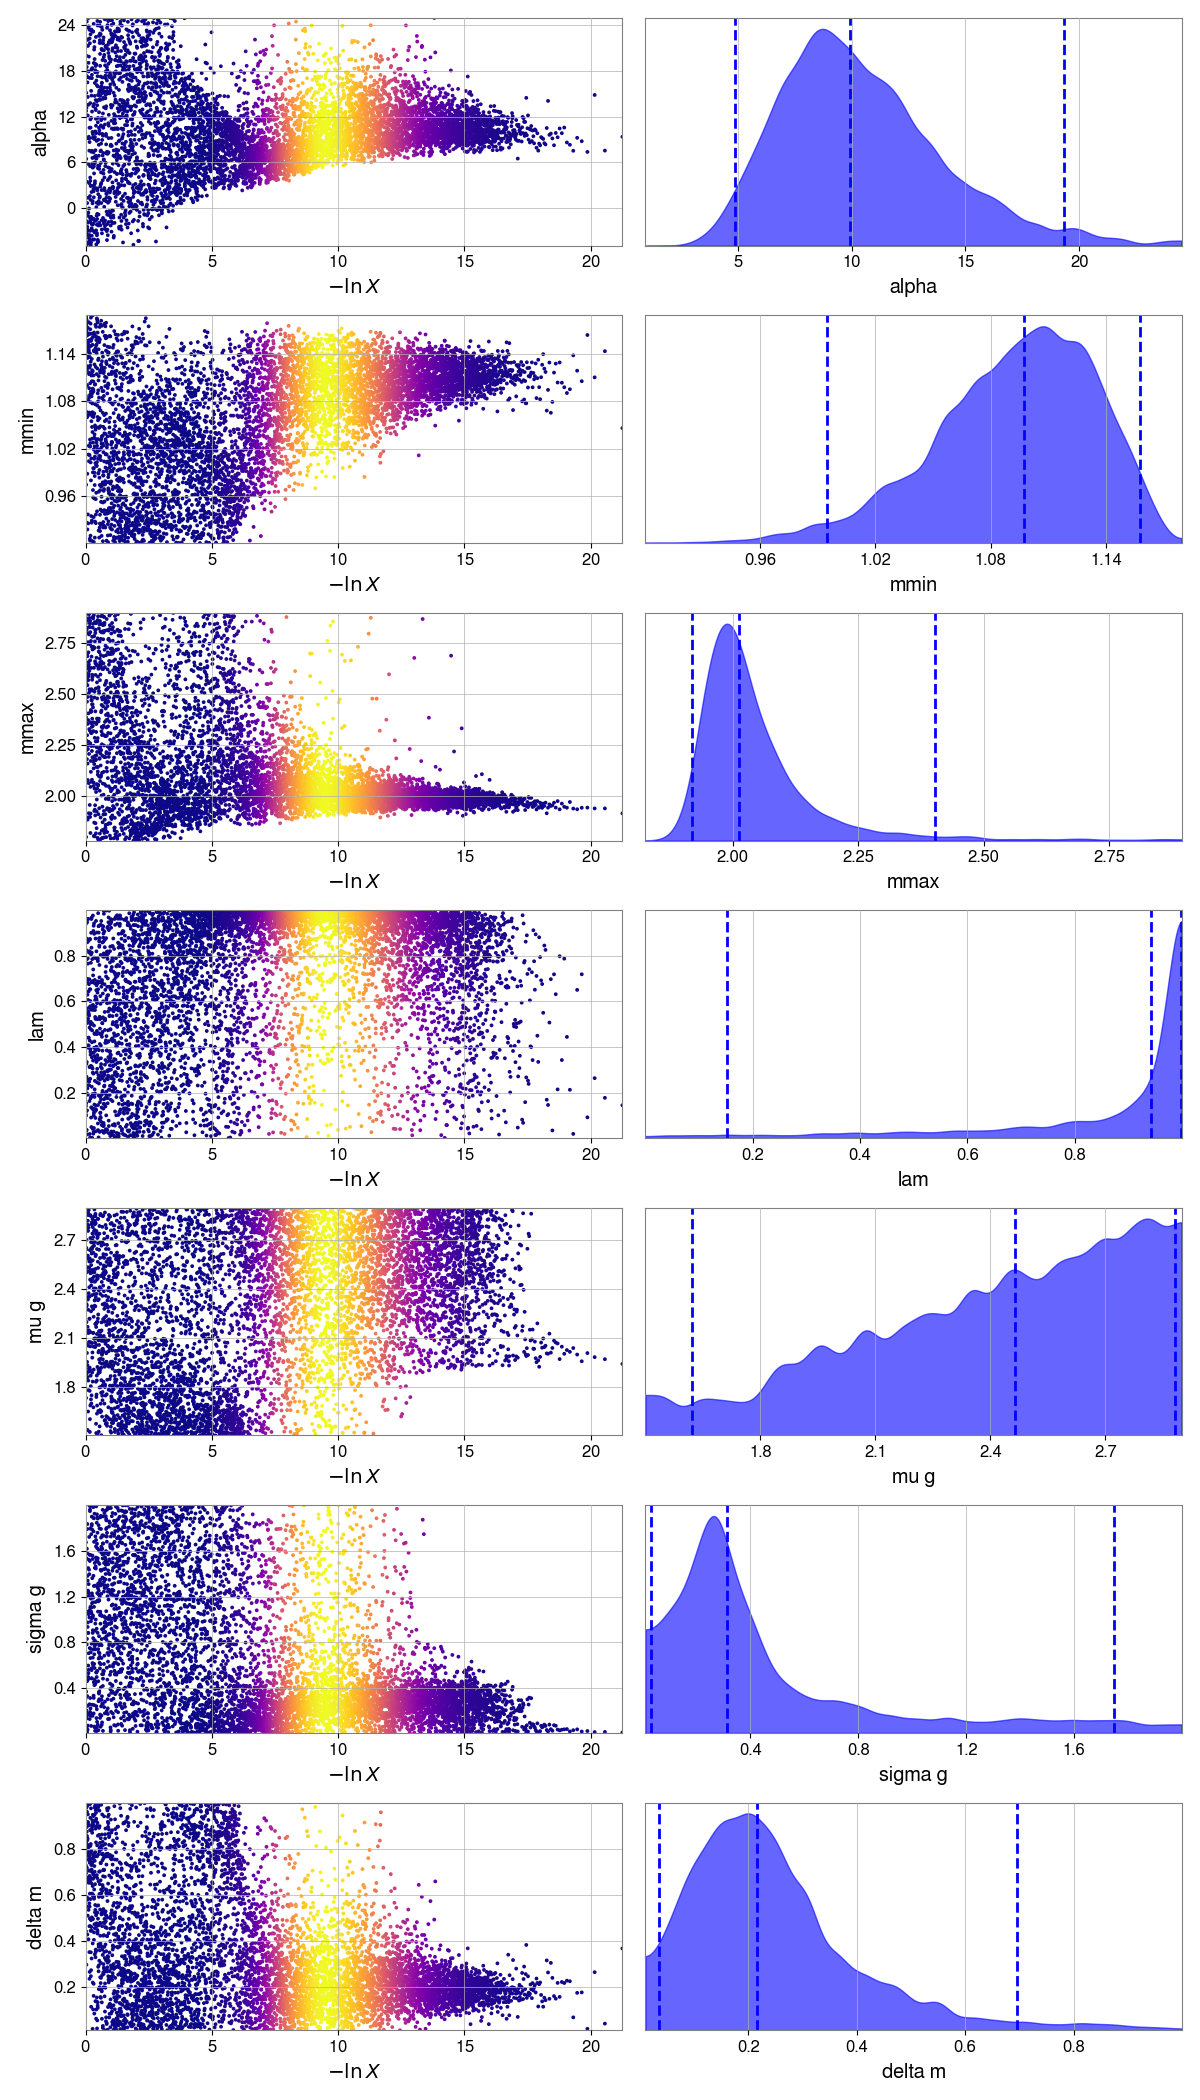 24
18
12
6
0
alpha
0 5 10 15 20
−ln X
5 10 15 20
alpha
1.14
1.08
1.02
0.96
mmin
0 5 10 15 20
−ln X
0.96 1.02 1.08 1.14
mmin
2.75
2.50
2.25
2.00
mmax
0 5 10 15 20
−ln X
2.00 2.25 2.50 2.75
mmax
0.8
0.6
0.4
0.2
lam
0 5 10 15 20
−ln X
0.2 0.4 0.6 0.8
lam
2.7
2.4
2.1
1.8
mu g
0 5 10 15 20
−ln X
1.8 2.1 2.4 2.7
mu g
1.6
1.2
0.8
0.4
sigma g
0 5 10 15 20
−ln X
0.4 0.8 1.2 1.6
sigma g
0.8
0.6
0.4
0.2
delta m
0 5 10 15 20
−ln X
0.2 0.4 0.6 0.8
delta m